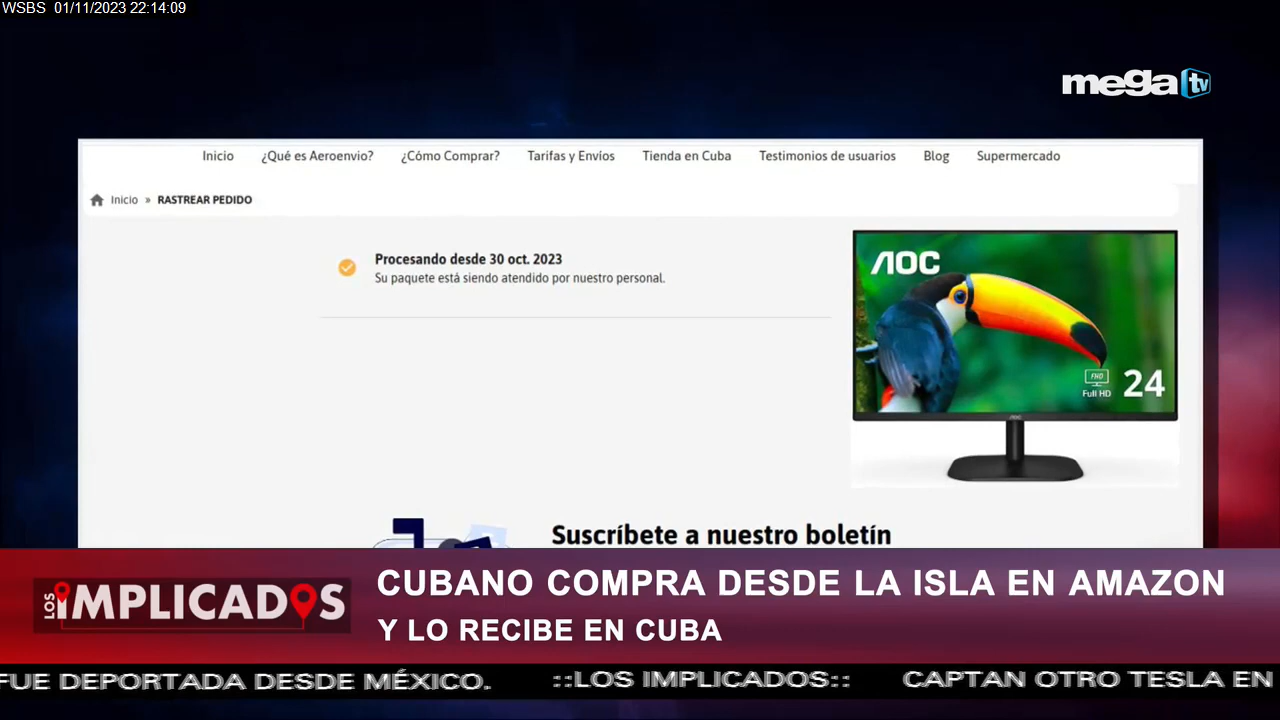 WSBS 01/11/2023 22:14:09
mega tv
Inicio ¿Qué es Aeroenvio? ¿Cómo Comprar? Tarifas y Envíos Tienda en Cuba Testimonios de usuarios Blog Supermercado
Inicio » RASTREAR PEDIDO
Procesando desde 30 oct. 2023
Su paquete está siendo atendido por nuestro personal.
AOC
FHD
Full HD
24
AOC
Suscríbete a nuestro boletín
LOS IMPLICADOS
CUBANO COMPRA DESDE LA ISLA EN AMAZON
Y LO RECIBE EN CUBA
FUE DEPORTADA DESDE MÉXICO. ::LOS IMPLICADOS:: CAPTAN OTRO TESLA EN